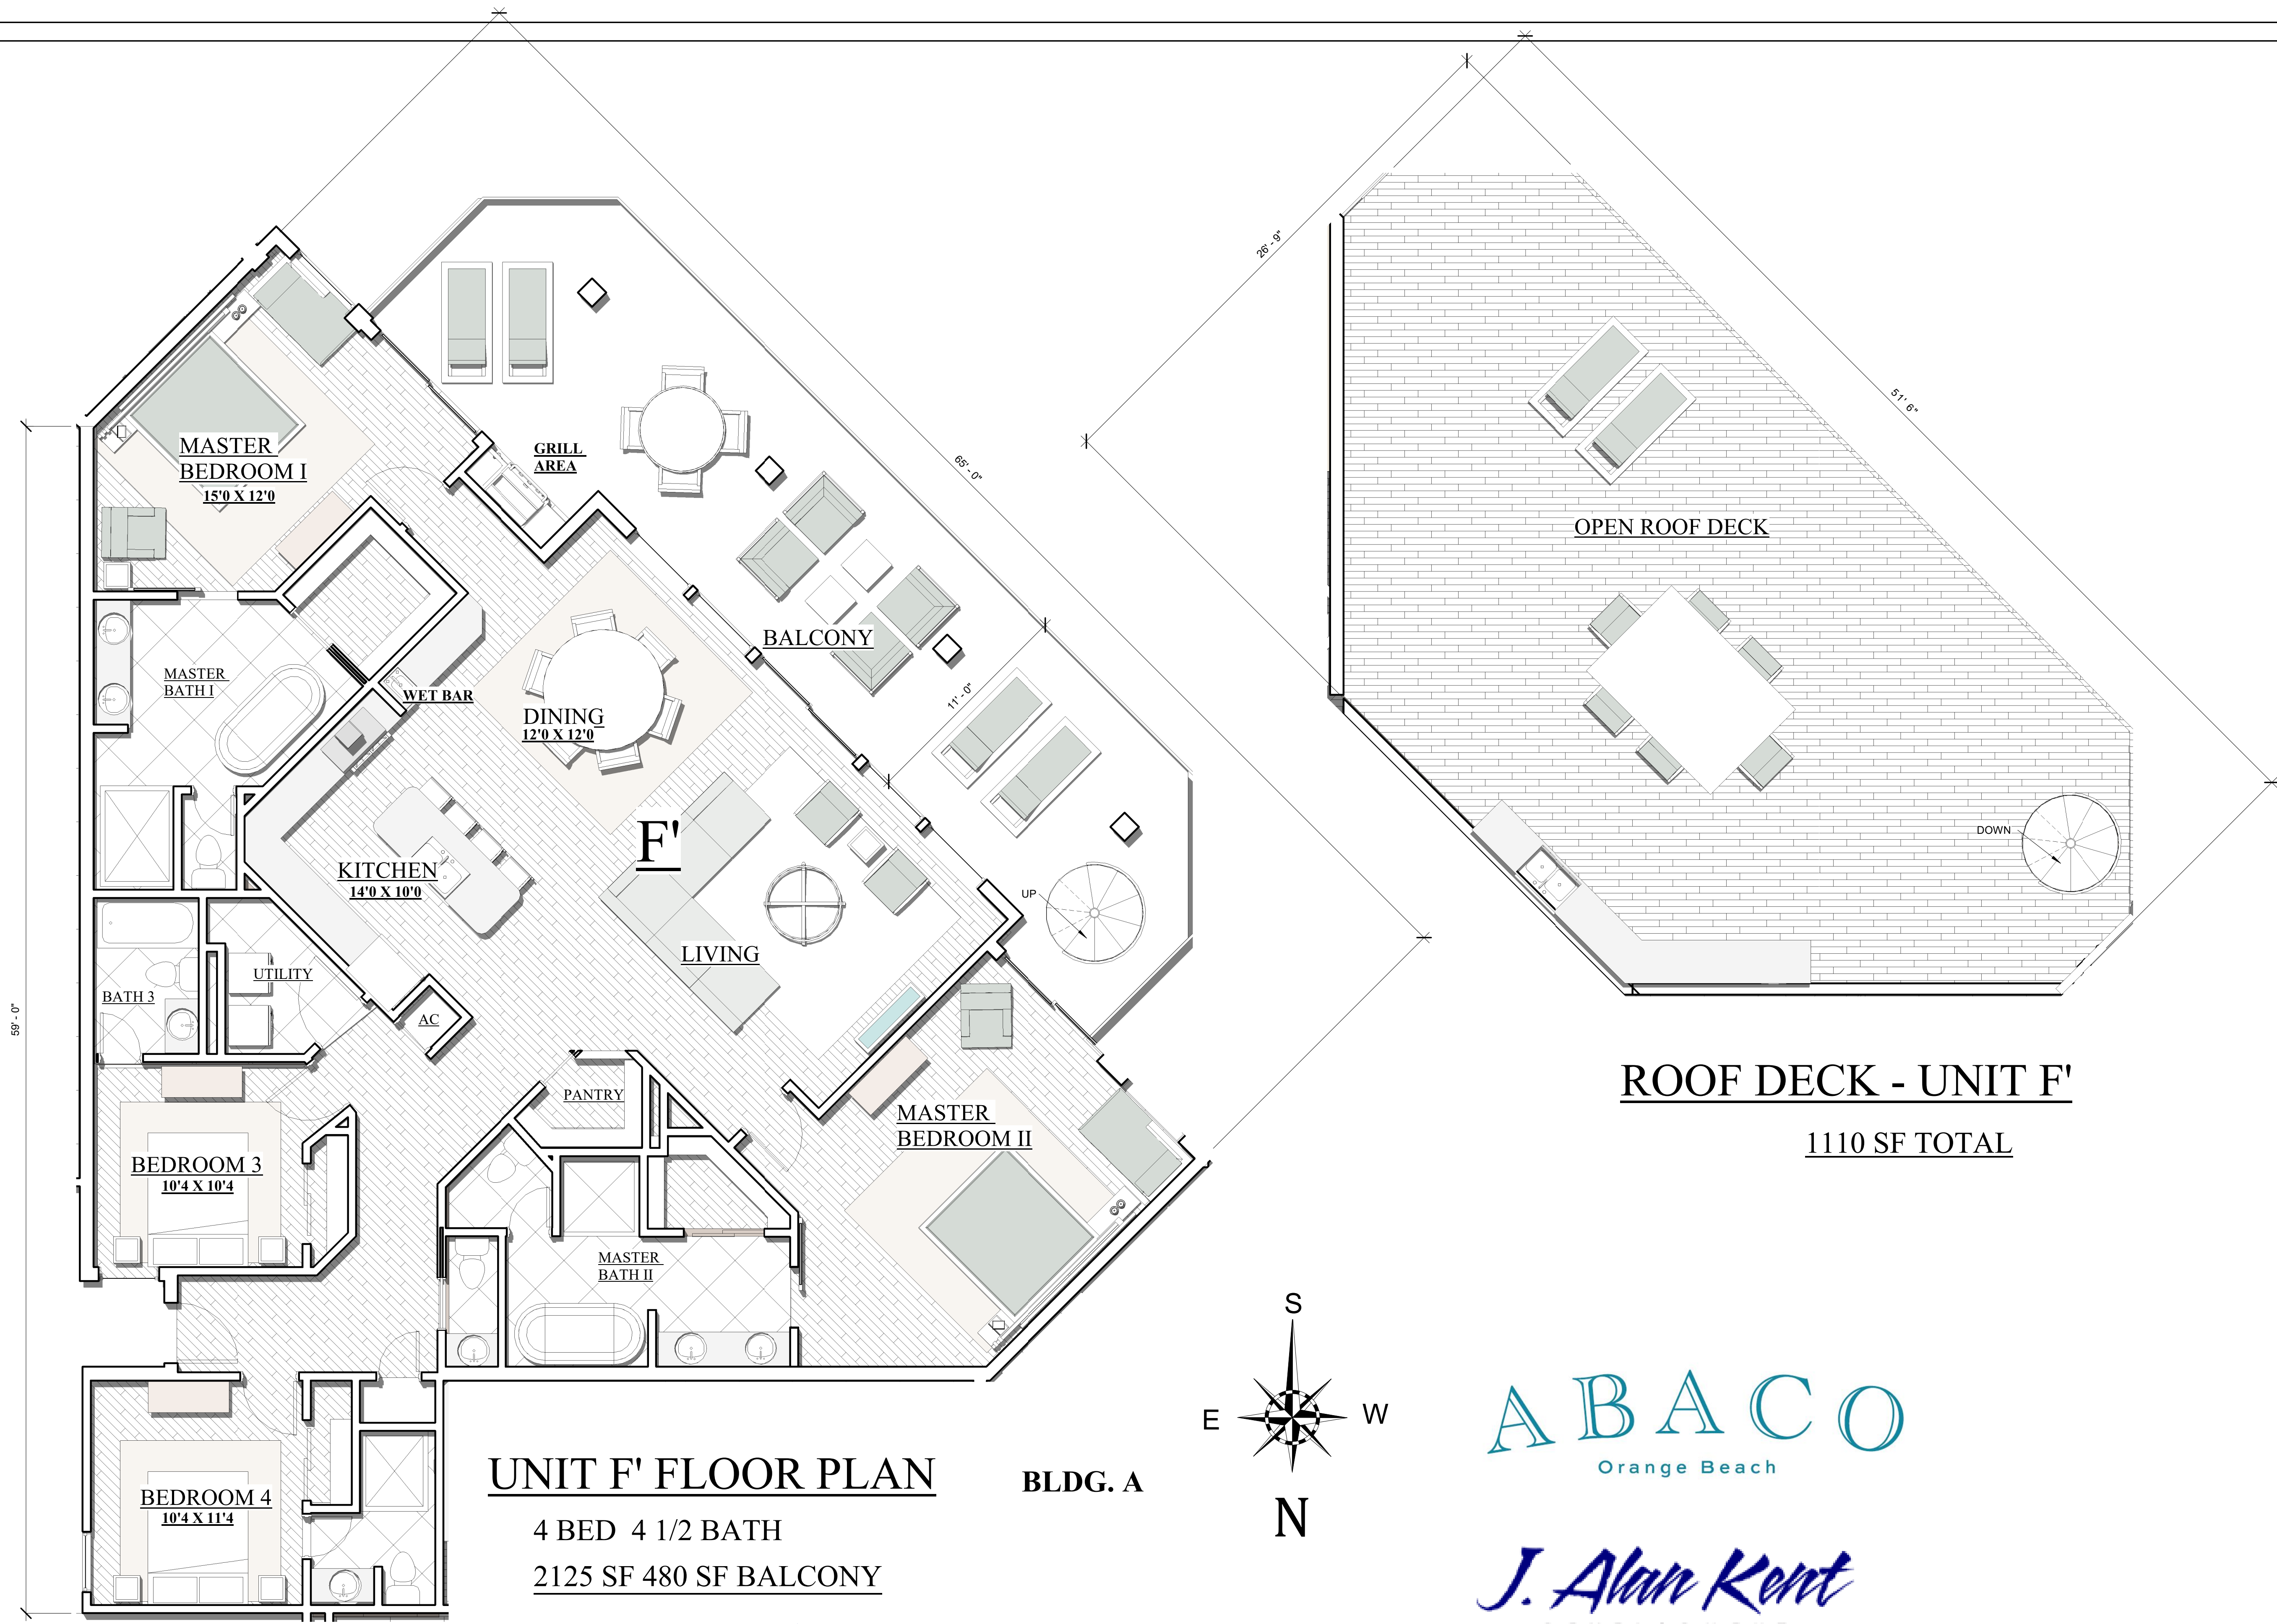 MASTER
BEDROOM I
15'0 X 12'0
GRILL
AREA
65' - 0"
26' - 9"
51' 6"
OPEN ROOF DECK
BALCONY
MASTER
BATH I
WET BAR
DINING
12'0 X 12'0
11' - 0"
F'
KITCHEN
14'0 X 10'0
UP
DOWN
LIVING
UTILITY
BATH 3
AC
59' - 0"
PANTRY
MASTER
BEDROOM II
ROOF DECK - UNIT F'
1110 SF TOTAL
BEDROOM 3
10'4 X 10'4
MASTER
BATH II
S
E
W
N
BEDROOM 4
10'4 X 11'4
UNIT F' FLOOR PLAN
BLDG. A
4 BED 4 1/2 BATH
2125 SF 480 SF BALCONY
ABACO
Orange Beach
J. Alan Kent